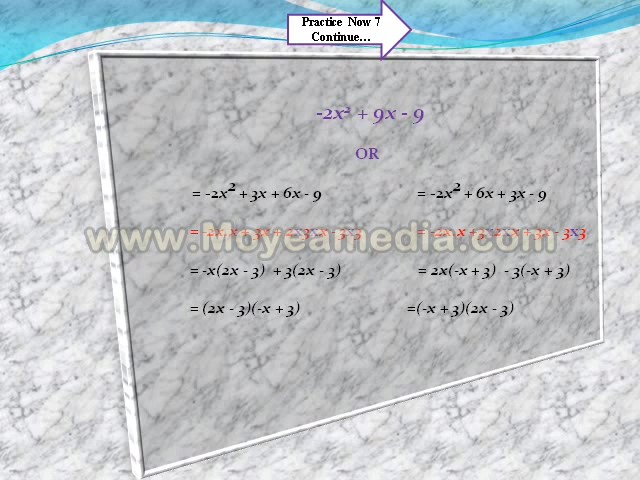 Practice Now 7
Continue...
-2x² + 9x - 9
OR
= -2x² + 3x + 6x - 9
= -2x² + 6x + 3x - 9
www.Moyeamedia.com
= -x(2x - 3) + 3(2x - 3)
= 2x(-x + 3) - 3(-x + 3)
= (2x - 3)(-x + 3)
=(-x + 3)(2x - 3)